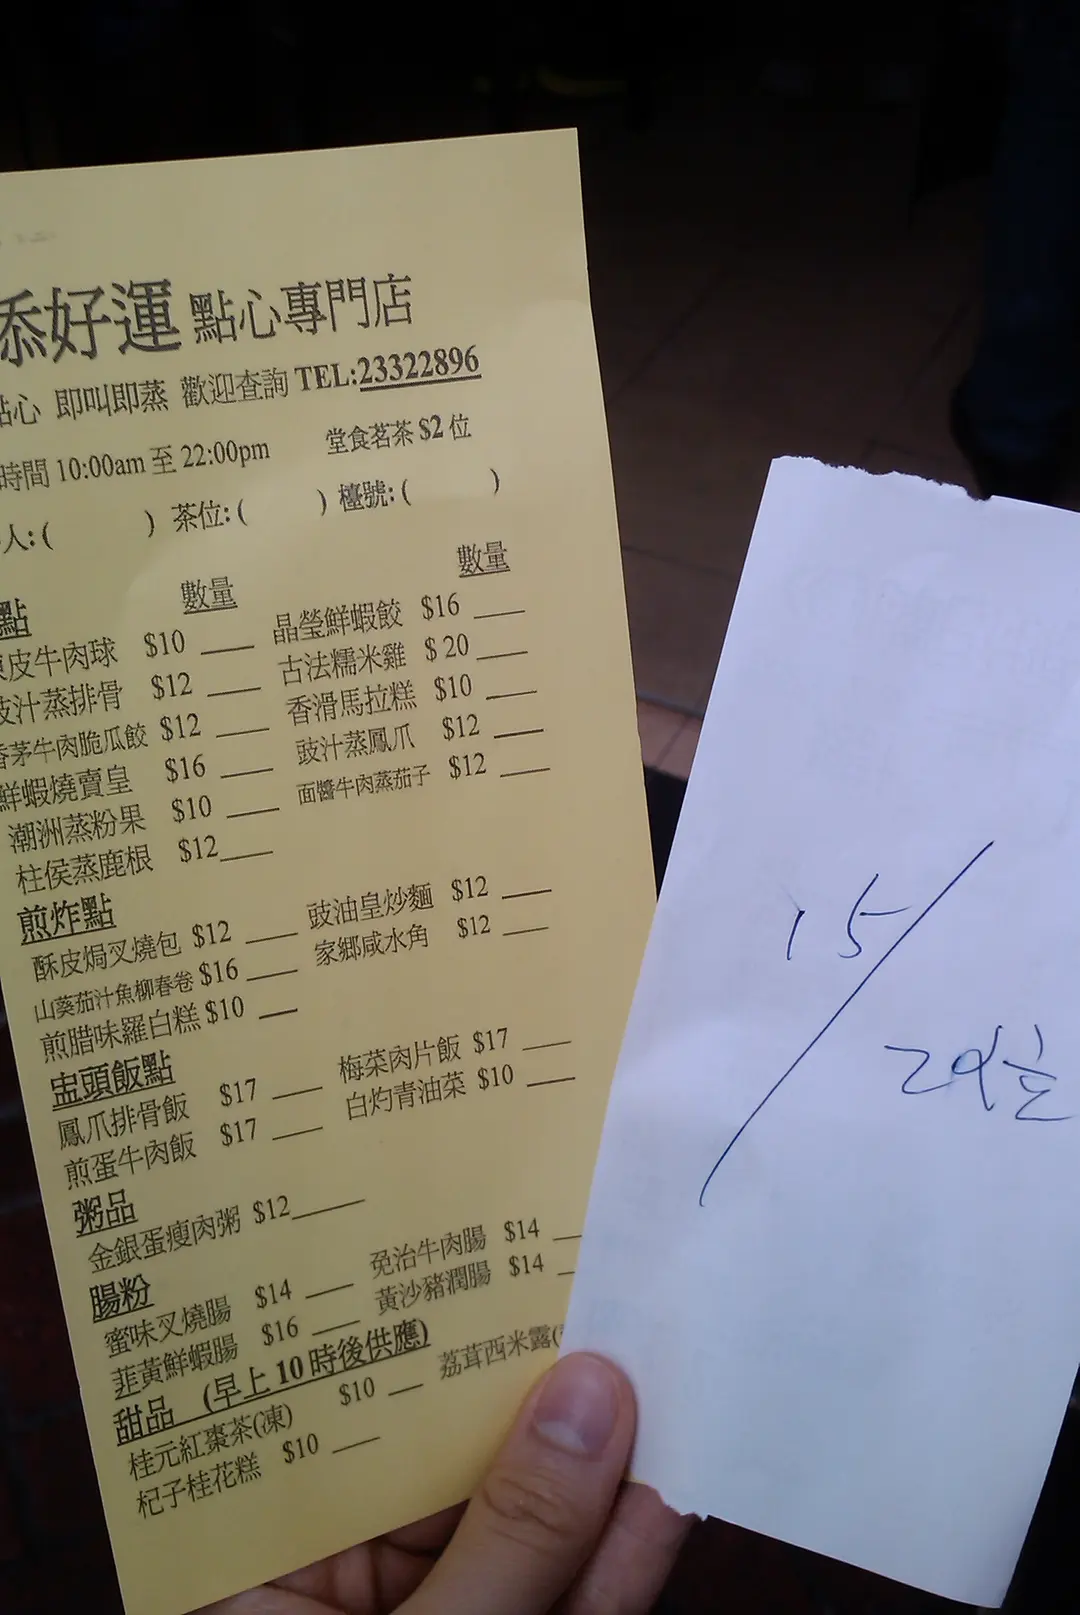 添好運 點心專門店
點心 即叫即蒸 歡迎查詢 TEL:23322896
時間 10:00am 至 22:00pm 堂食茗茶 $2 位
人:( ) 茶位:( ) 檯號:( )
點 數量 數量
皮牛肉球 $10 晶瑩鮮蝦餃 $16
豉汁蒸排骨 $12 古法糯米雞 $ 20
香茅牛肉脆瓜餃 $12 香滑馬拉糕 $10
鮮蝦燒賣皇 $16 豉汁蒸鳳爪 $12
潮洲蒸粉果 $10 面醬牛肉蒸茄子 $12
柱侯蒸鹿根 $12
煎炸點
酥皮焗叉燒包 $12 豉油皇炒麵 $12
山葵茄汁魚柳春卷 $16 家郷咸水角 $12
煎腊味羅白糕 $10
盅頭飯點
鳳爪排骨飯 $17 梅菜肉片飯 $17
煎蛋牛肉飯 $17 白灼青油菜 $10
粥品
金銀蛋瘦肉粥 $12
腸粉
蜜味叉燒腸 $14 免治牛肉腸 $14
韮黃鮮蝦腸 $16 黃沙豬潤腸 $14
甜品 (早上 10 時後供應)
桂元紅棗茶(凍) $10 荔茸西米露(
杞子桂花糕 $10
15